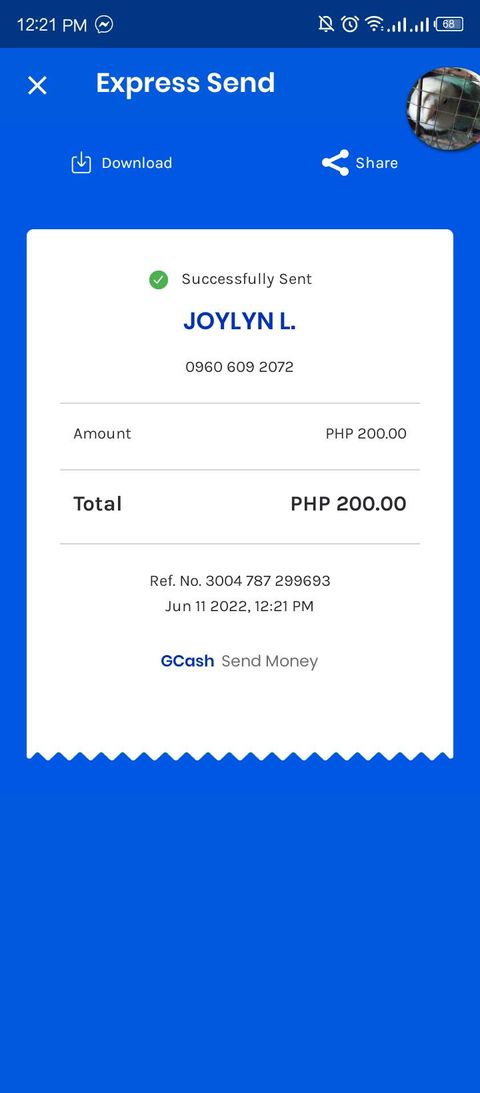 12:21 PM
68
Express Send
Download
Share
Successfully Sent
JOYLYN L.
0960 609 2072
Amount PHP 200.00
Total PHP 200.00
Ref. No. 3004 787 299693
Jun 11 2022, 12:21 PM
GCash Send Money